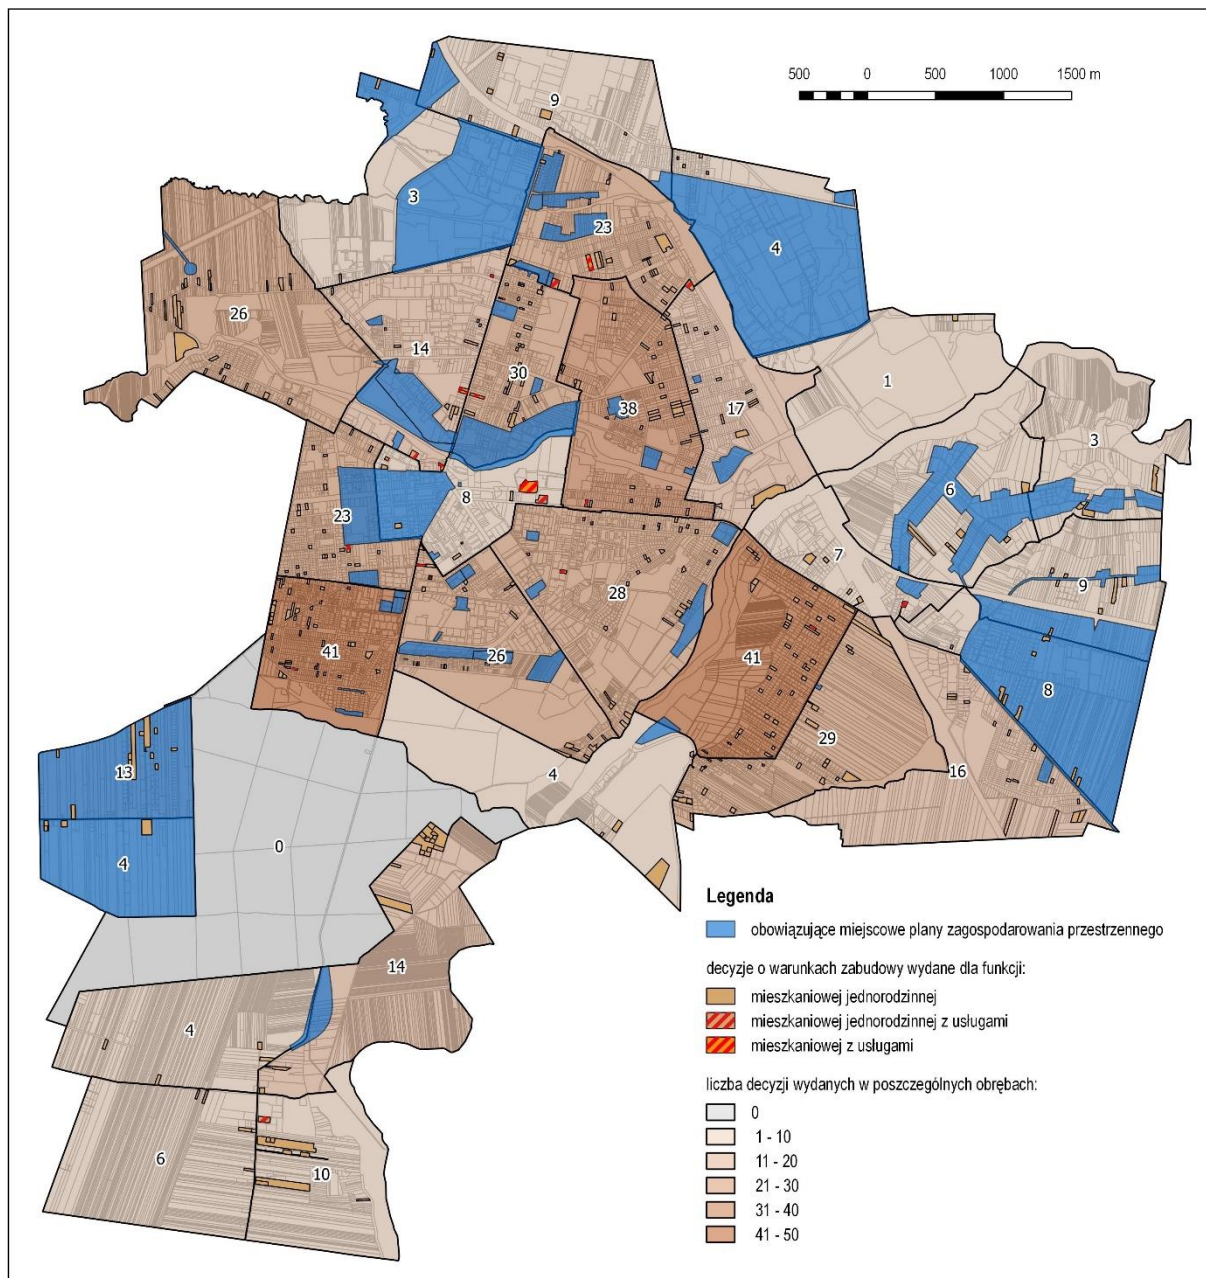 500 0 500 1000 1500 m
9
3
23
4
26
14
30
38
17
1
3
6
8
23
7
9
28
41
26
41
8
29
16
13
4
0
4
14
4
6
10
Legenda
obowiązujące miejscowe plany zagospodarowania przestrzennego
decyzje o warunkach zabudowy wydane dla funkcji:
mieszkaniowej jednorodzinnej
mieszkaniowej jednorodzinnej z usługami
mieszkaniowej z usługami
liczba decyzji wydanych w poszczególnych obrębach:
0
1 - 10
11 - 20
21 - 30
31 - 40
41 - 50